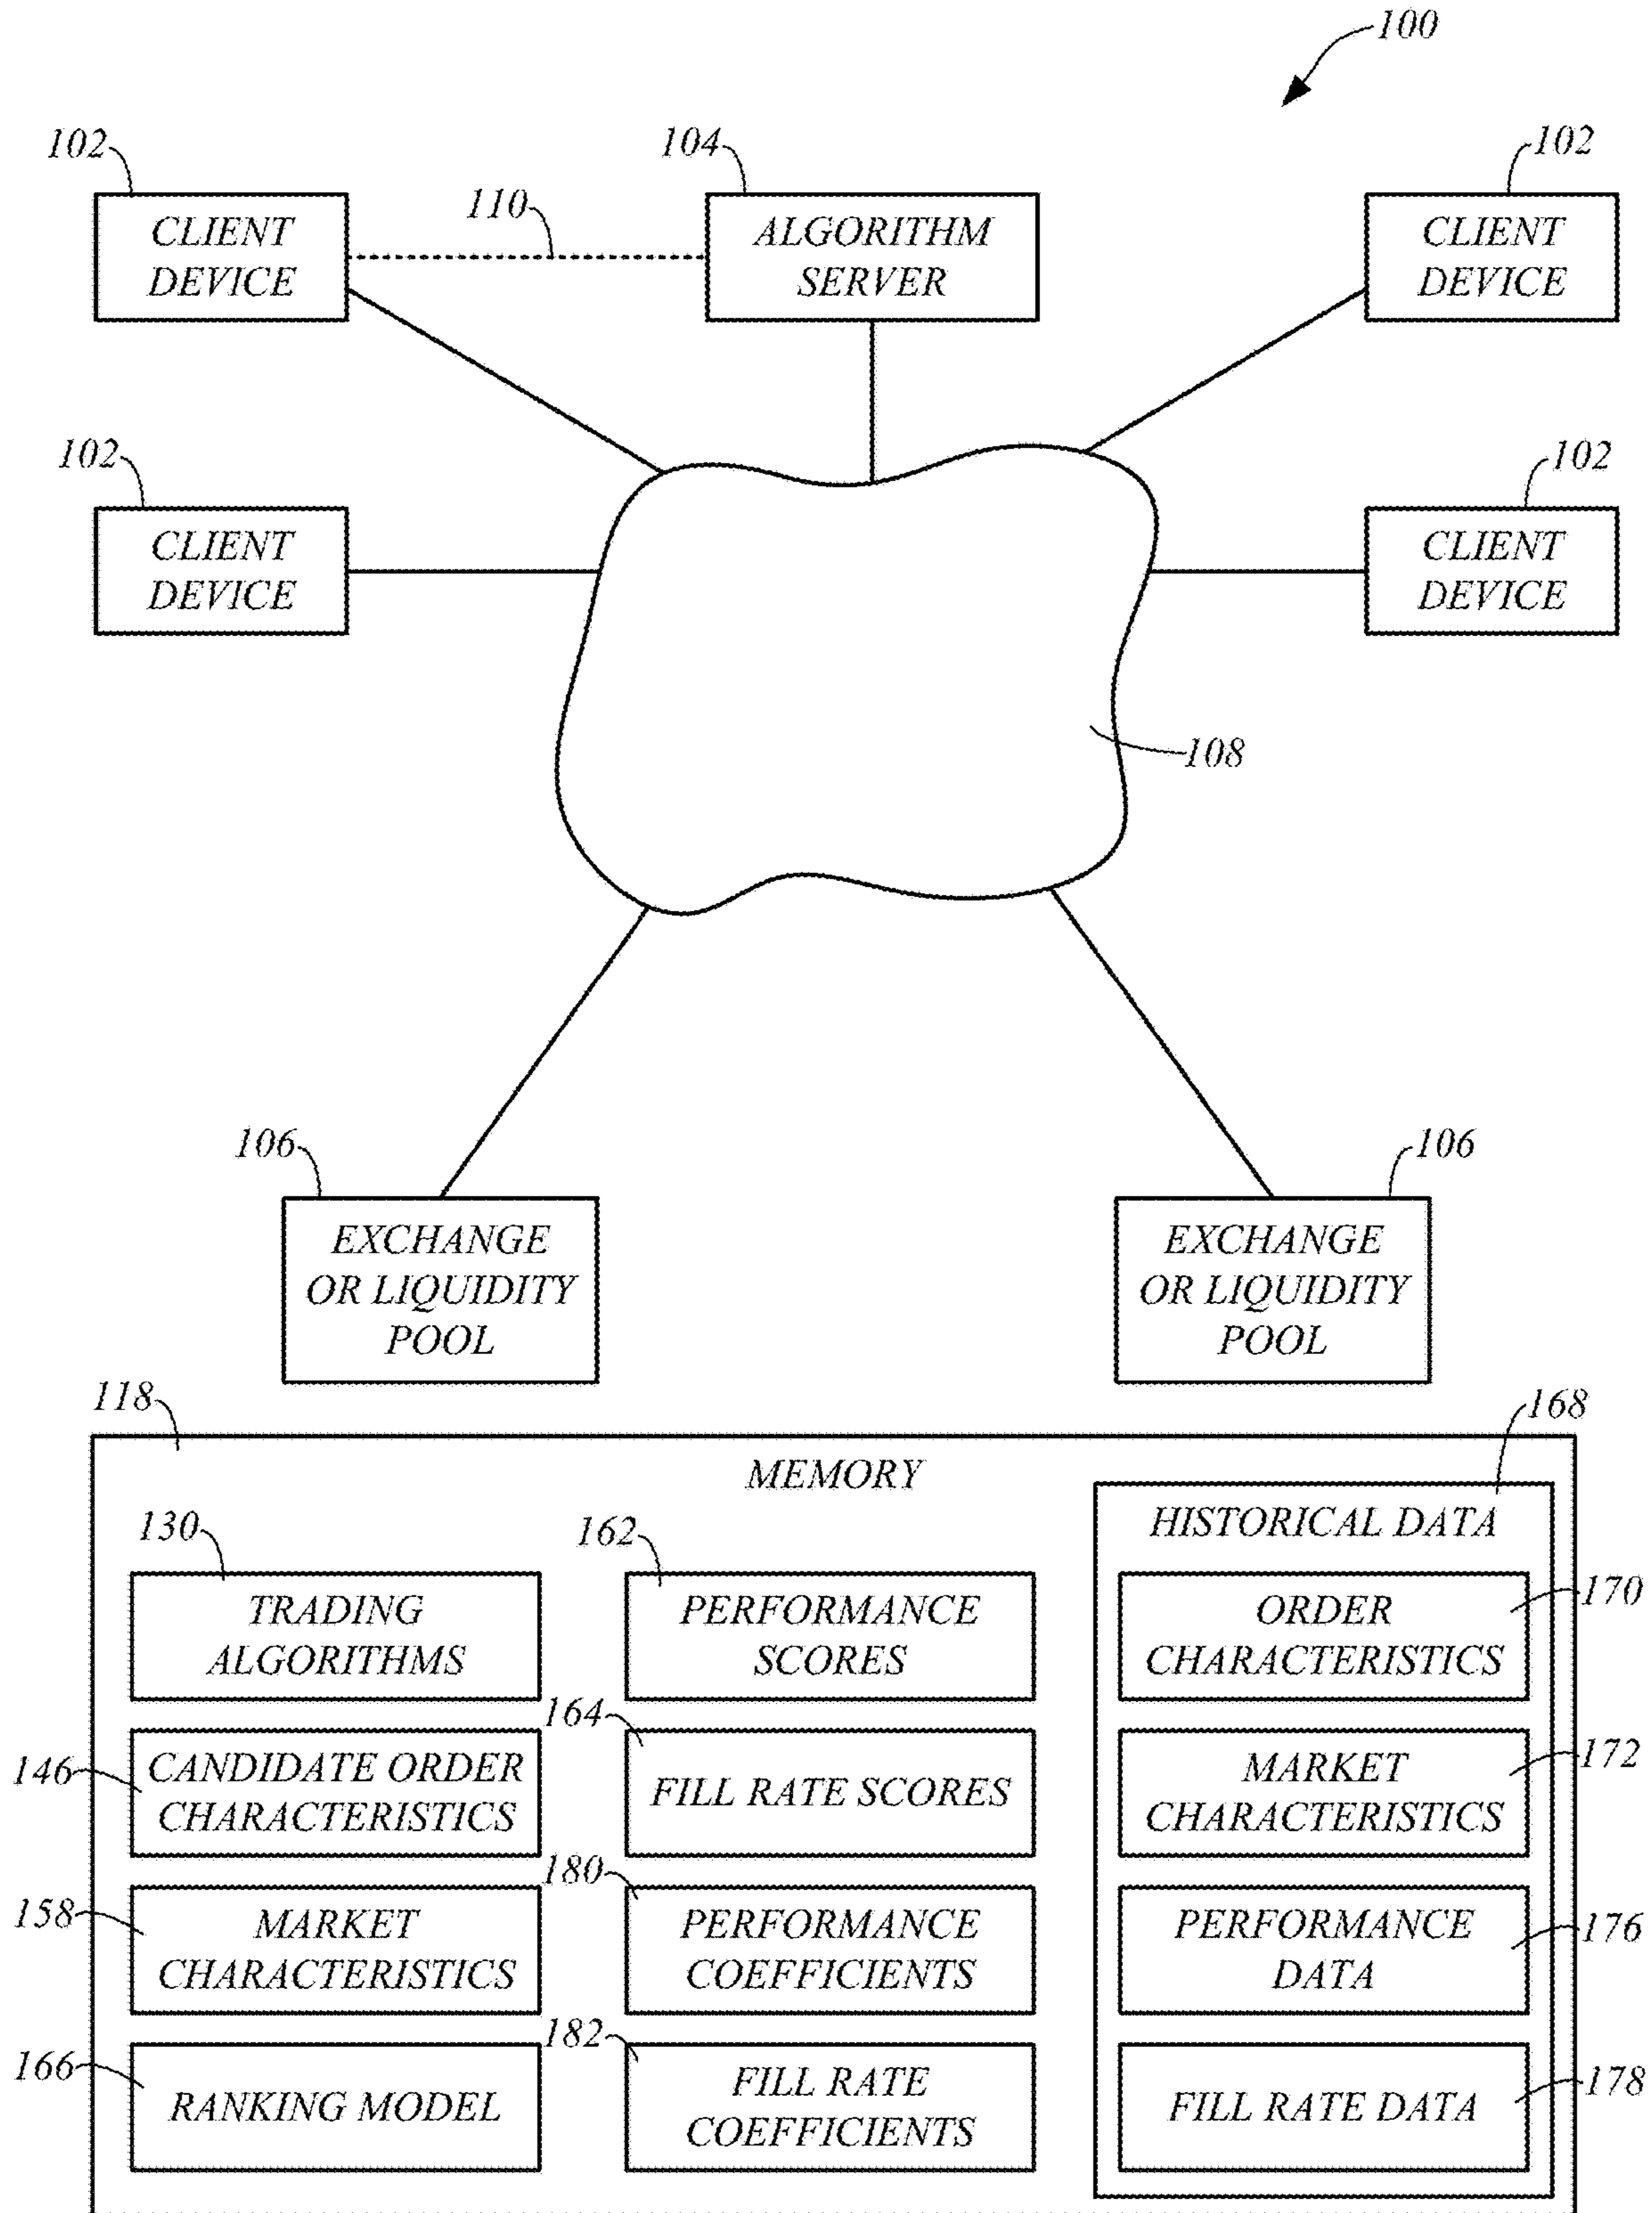 100
102
104
102
110
CLIENT
DEVICE
ALGORITHM
SERVER
CLIENT
DEVICE
102
102
CLIENT
DEVICE
CLIENT
DEVICE
108
106
106
EXCHANGE
OR LIQUIDITY
POOL
EXCHANGE
OR LIQUIDITY
POOL
118
168
MEMORY
HISTORICAL DATA
130
TRADING
ALGORITHMS
162
PERFORMANCE
SCORES
170
ORDER
CHARACTERISTICS
146
CANDIDATE ORDER
CHARACTERISTICS
164
FILL RATE SCORES
172
MARKET
CHARACTERISTICS
158
MARKET
CHARACTERISTICS
180
PERFORMANCE
COEFFICIENTS
176
PERFORMANCE
DATA
166
RANKING MODEL
182
FILL RATE
COEFFICIENTS
178
FILL RATE DATA